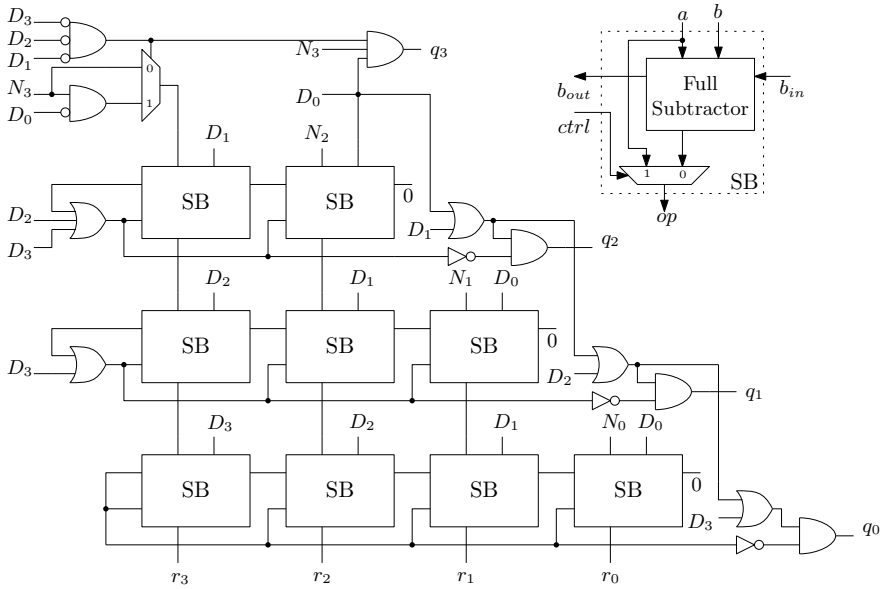 D3
D2
D1
N3
D0
0
1
N3
D0
q3
a
b
Full
Subtractor
bout
bin
ctrl
1 0
SB
op
D1
N2
SB
SB
0
D2
D3
D1
q2
D2
D1
N1
D0
SB
SB
SB
0
D3
D2
q1
D3
D2
D1
N0
D0
SB
SB
SB
SB
0
D3
q0
r3
r2
r1
r0